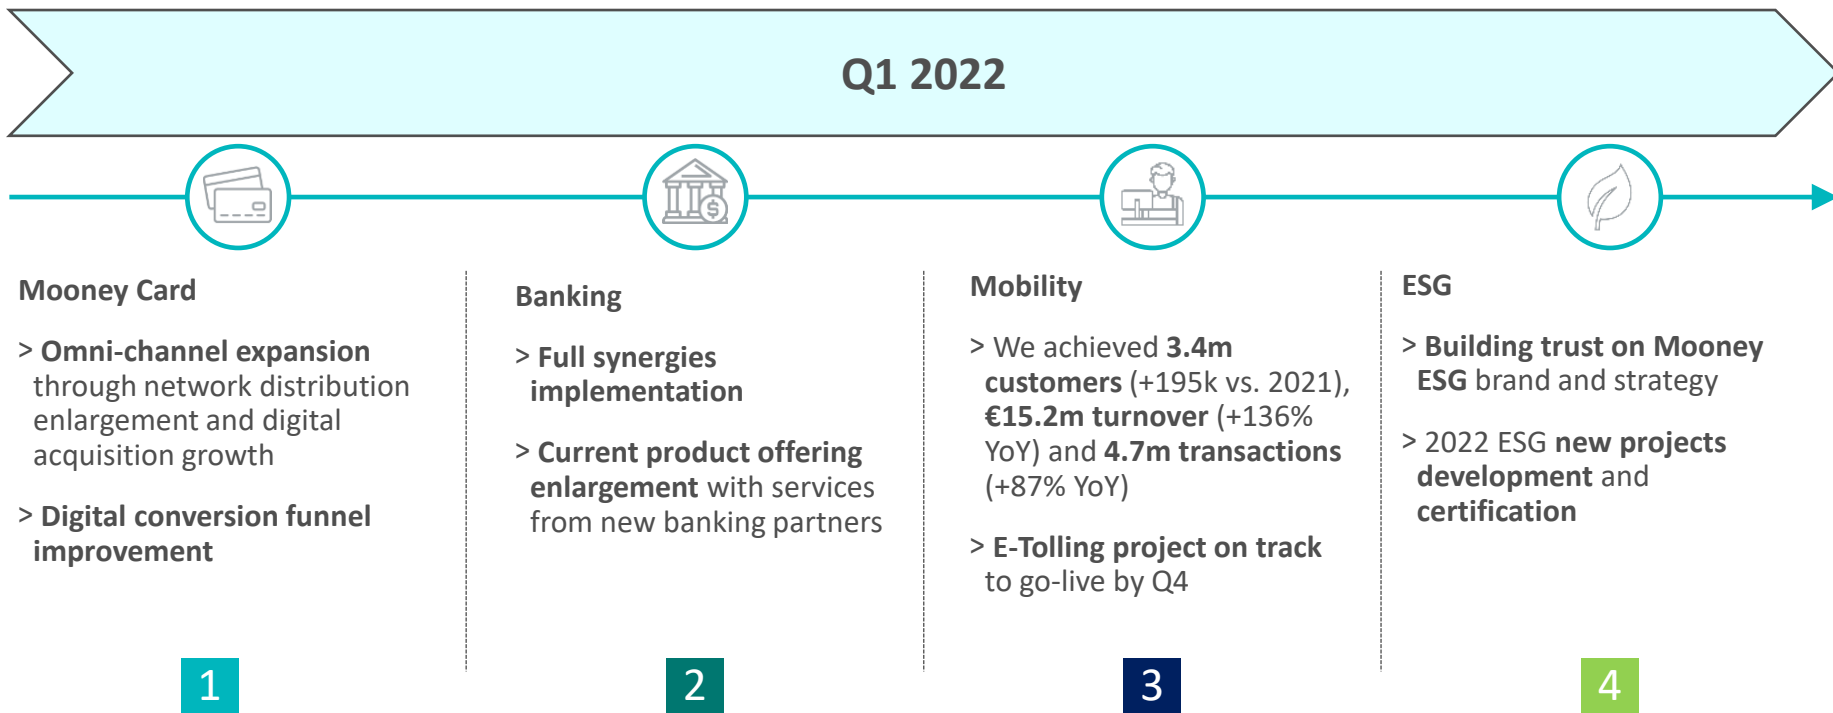 Q1 2022
Mooney Card
> Omni-channel expansion
through network distribution
enlargement and digital
acquisition growth
> Digital conversion funnel
improvement
1
Banking
> Full synergies
implementation
> Current product offering
enlargement with services
from new banking partners
2
Mobility
> We achieved 3.4m
customers (+195k vs. 2021),
€15.2m turnover (+136%
YoY) and 4.7m transactions
(+87% YoY)
> E-Tolling project on track
to go-live by Q4
3
ESG
> Building trust on Mooney
ESG brand and strategy
> 2022 ESG new projects
development and
certification
4